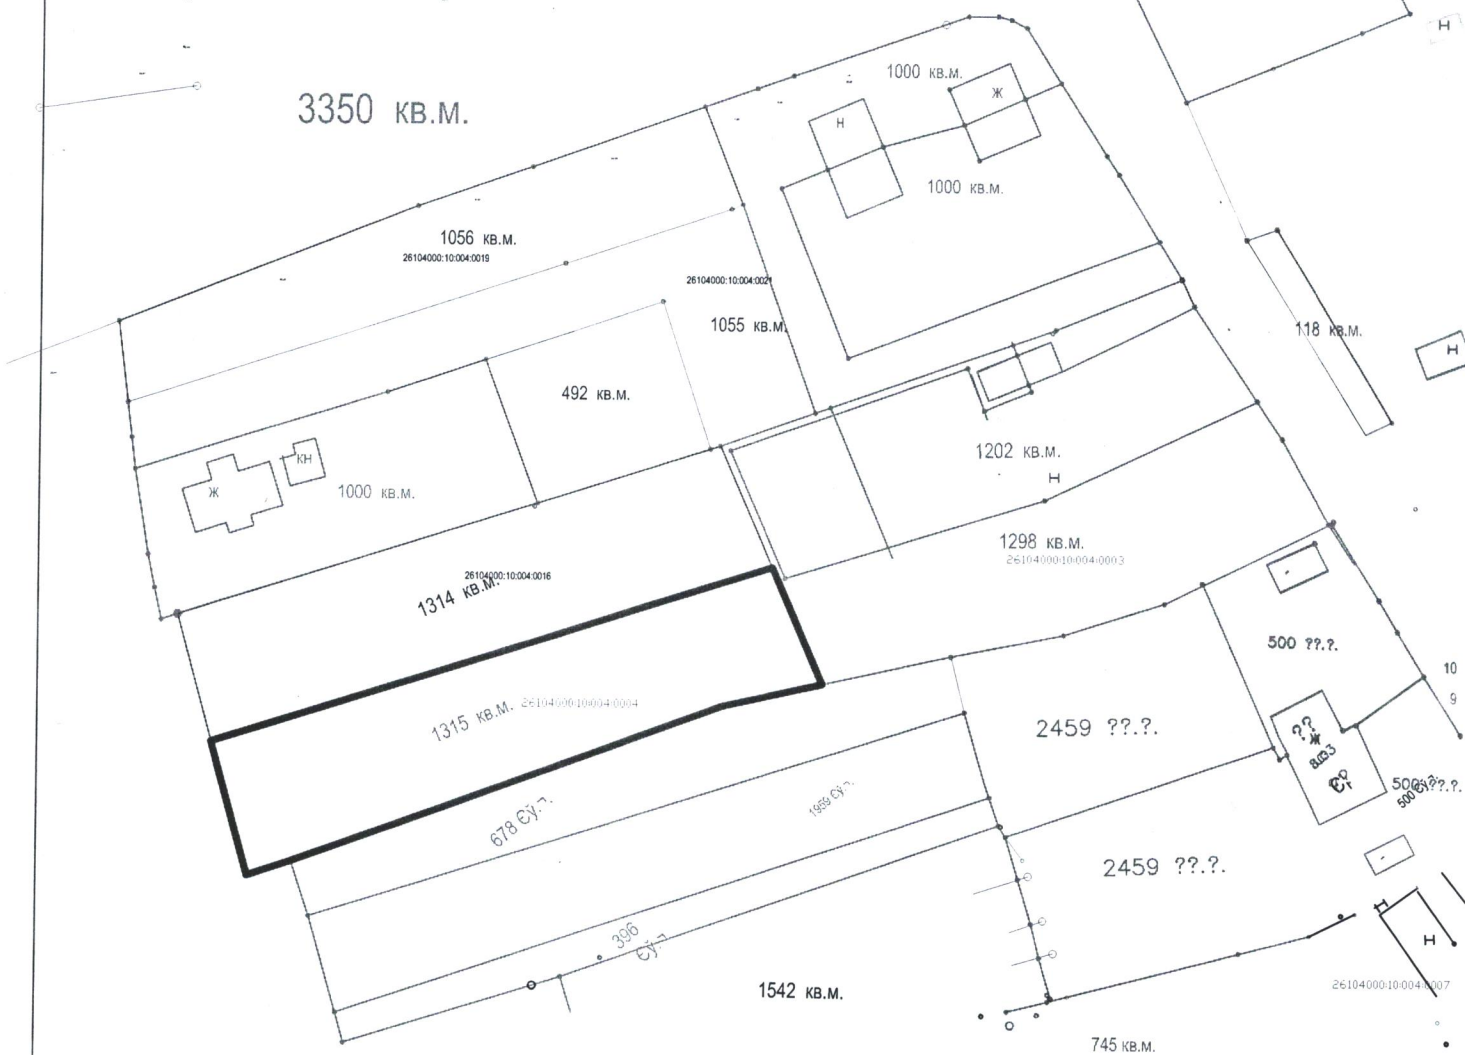 1000 кв.м.
Н
3350 кв.м.
Ж
Н
1000 кв.м.
1056 кв.м.
26104000:10:004:0019
26104000:10:004:0021
1055 кв.м.
118 кв.м.
Н
492 кв.м.
1202 кв.м.
Н
КН
Ж
1000 кв.м.
1298 кв.м.
26104000:10:004:0003
26104000:10:004:0016
1314 кв.м.
500 ??.?.
10
9
1315 кв.м. 26104000:10:004:0004
2459 ??.?.
??
Ж
500 ??.?.
678 Єў.¬.
2459 ??.?.
396
Н
Н
1542 кв.м.
26104000:10:004:0007
745 кв.м.